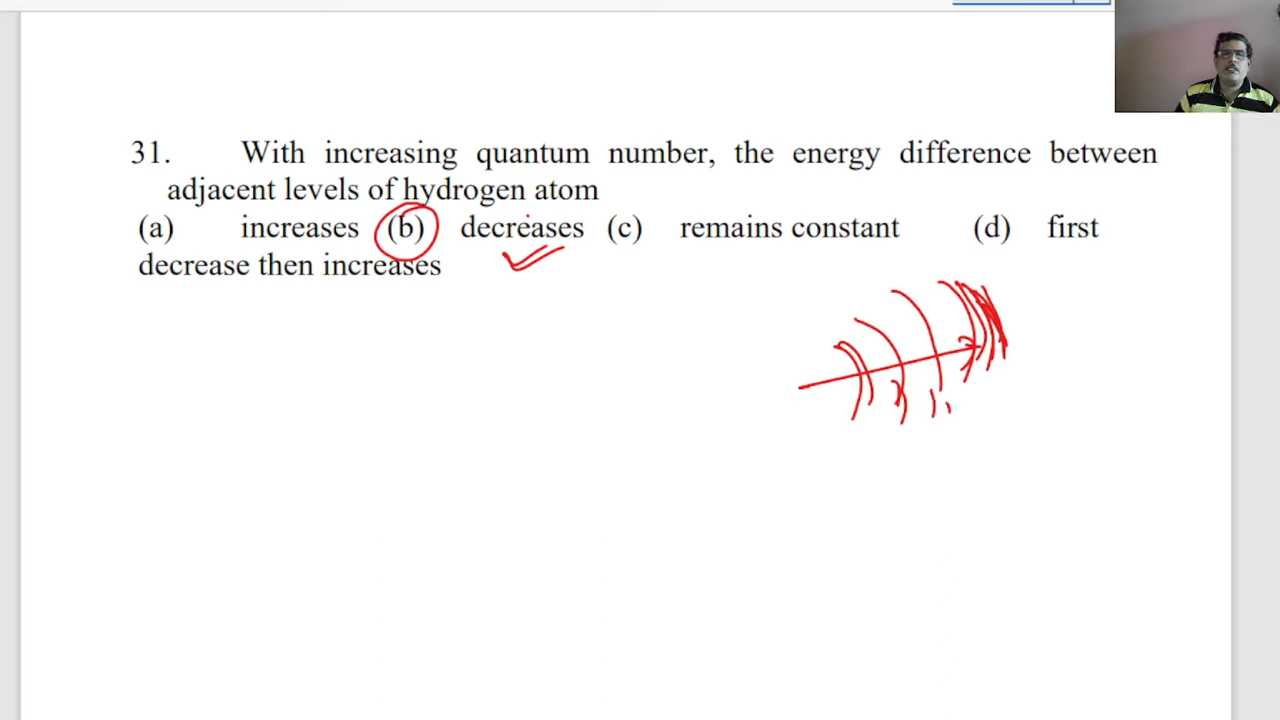 31. With increasing quantum number, the energy difference between
adjacent levels of hydrogen atom
(a) increases (b) decreases (c) remains constant (d) first
decrease then increases